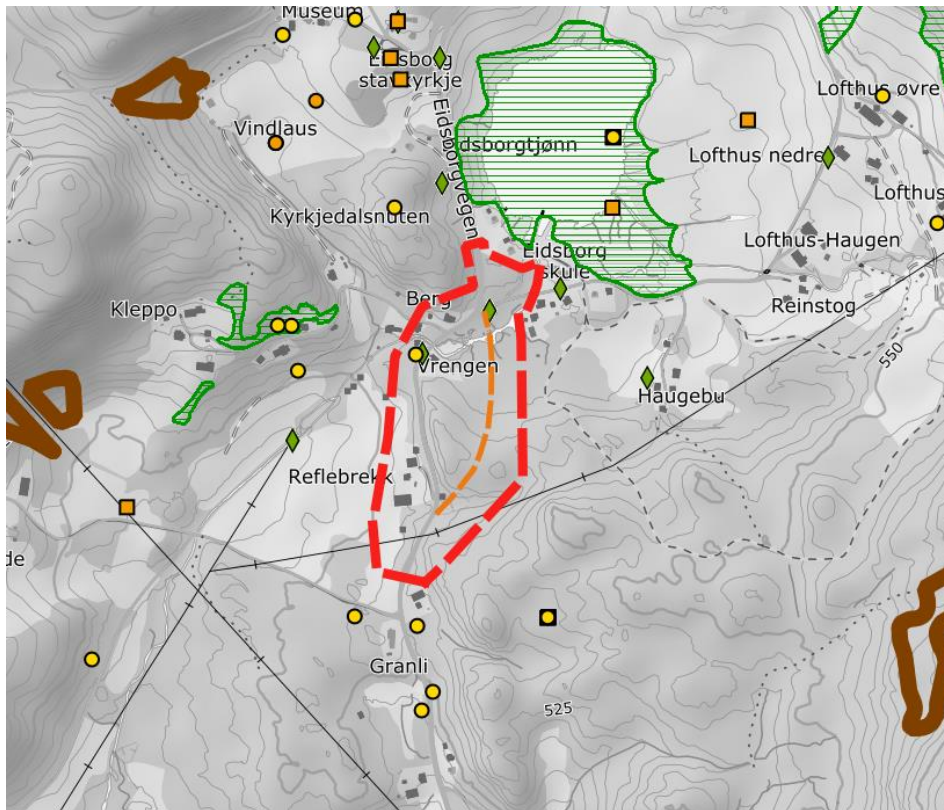 Museum
Eidsborg
stavkyrkje
Lofthus øvre
Vindlaus
Eidsborgvegen
Eidsborgtjønn
Lofthus nedre
Lofthus
Kyrkjedalsnuten
Lofthus-Haugen
Eidsborg
skule
Kleppo
Berg
Reinstog
550
Vrengen
Haugebu
Reflebrekk
de
Granli
525